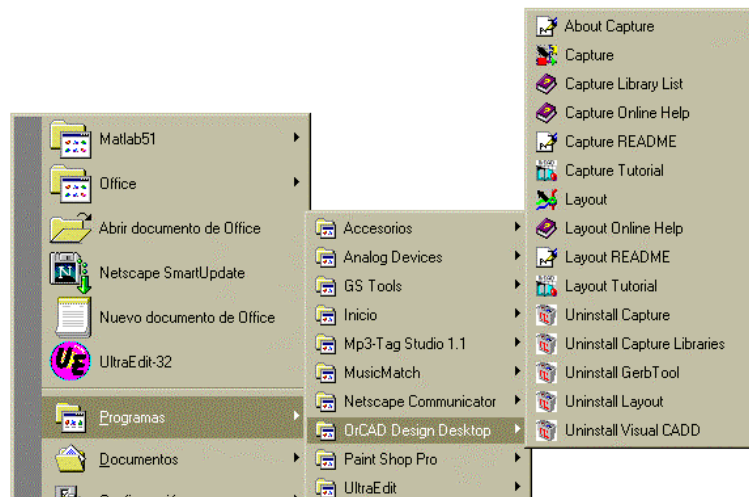 Matlab51
Office
Abrir documento de Office
Netscape SmartUpdate
Nuevo documento de Office
UltraEdit-32
Programas
Documentos
Accesorios
Analog Devices
GS Tools
Inicio
Mp3-Tag Studio 1.1
MusicMatch
Netscape Communicator
OrCAD Design Desktop
Paint Shop Pro
UltraEdit
About Capture
Capture
Capture Library List
Capture Online Help
Capture README
Capture Tutorial
Layout
Layout Online Help
Layout README
Layout Tutorial
Uninstall Capture
Uninstall Capture Libraries
Uninstall GerbTool
Uninstall Layout
Uninstall Visual CADD